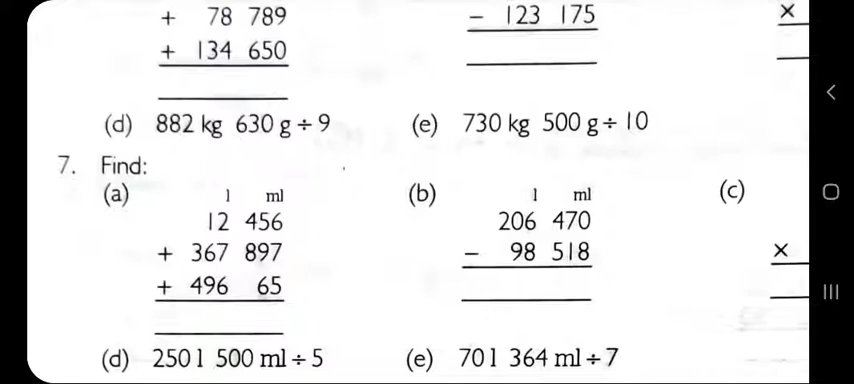 + 78 789
− 123 175
×
+ 134 650
(d) 882 kg 630 g ÷ 9
(e) 730 kg 500 g ÷ 10
7. Find:
(a)
l ml
12 456
+ 367 897
+ 496 65
(b)
l ml
206 470
− 98 518
(c)
×
(d) 250 l 500 ml ÷ 5
(e) 701 364 ml ÷ 7